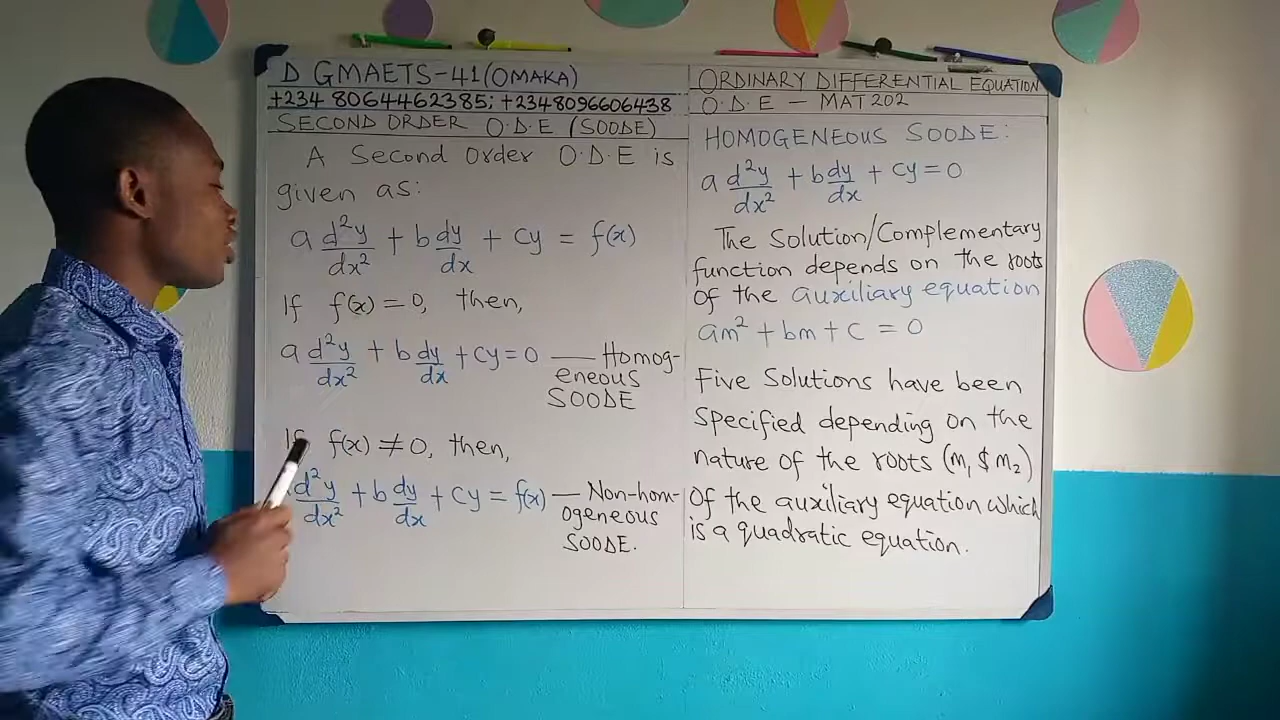 D GMAETS-41(OMAKA)
+234 8064462385; +2348096606438
SECOND ORDER O.D.E (SOODE)
A Second Order O.D.E is
given as:
a d²y/dx² + b dy/dx + cy = f(x)
If f(x) = 0, then,
a d²y/dx² + b dy/dx + cy = 0 — Homog-
eneous
SOODE
If f(x) ≠ 0, then,
d²y/dx² + b dy/dx + cy = f(x) — Non-hom-
ogeneous
SOODE.
ORDINARY DIFFERENTIAL EQUATION
O.D.E - MAT202
HOMOGENEOUS SOODE:
a d²y/dx² + b dy/dx + cy = 0
The Solution/Complementary
function depends on the roots
of the auxiliary equation
am² + bm + c = 0
Five Solutions have been
Specified depending on the
nature of the roots (m₁ & m₂)
Of the auxiliary equation which
is a quadratic equation.